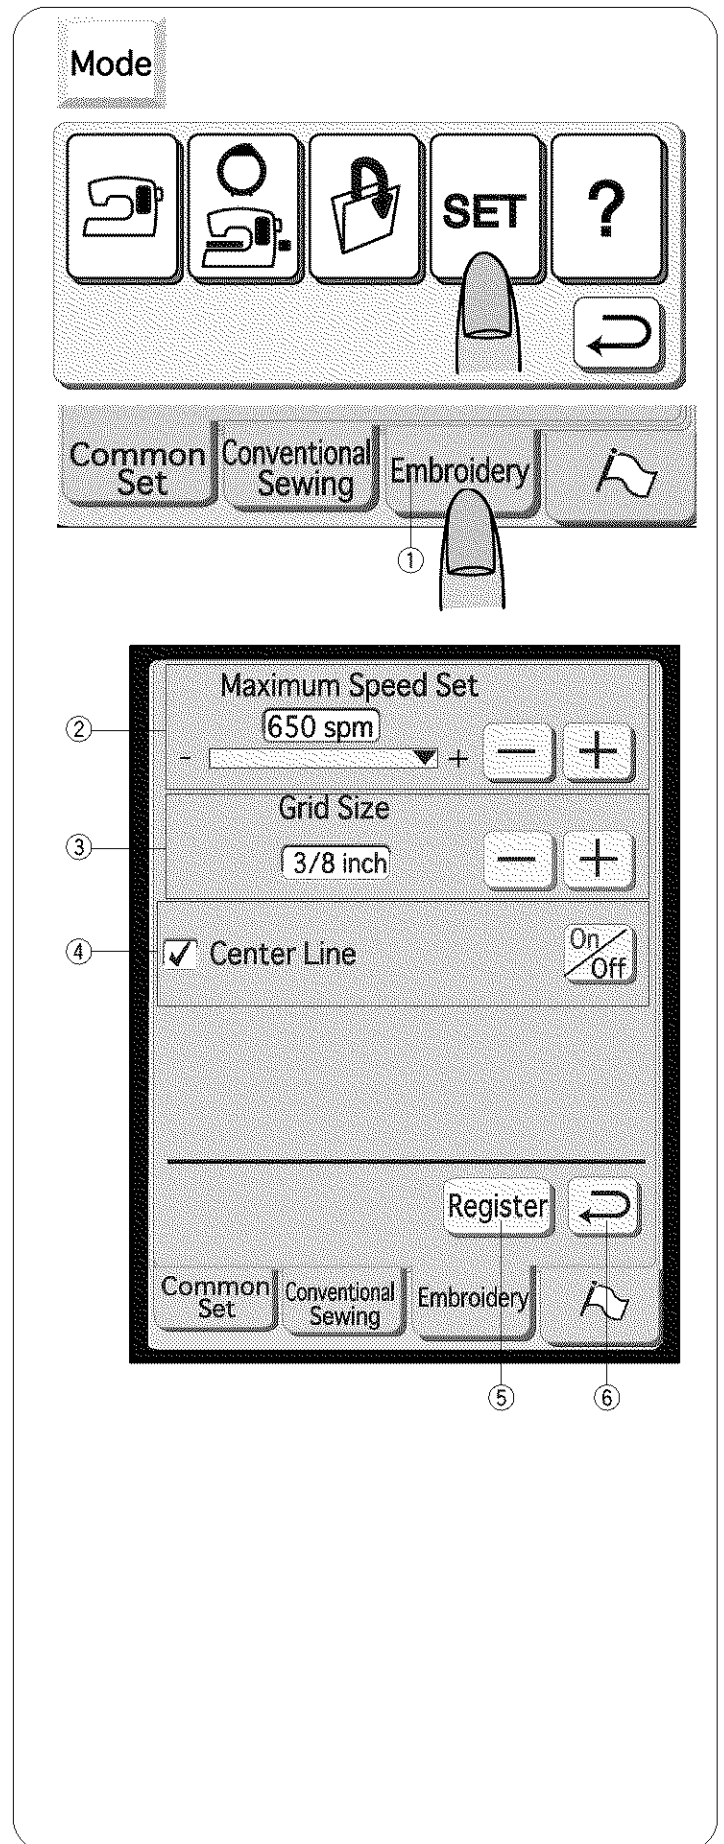 Mode
SET ?
Common Set
Conventional Sewing
Embroidery
①
Maximum Speed Set
②
650 spm
- + − +
Grid Size
③
3/8 inch − +
④ ✓ Center Line On/Off
Register
Common Set
Conventional Sewing
Embroidery
⑤ ⑥